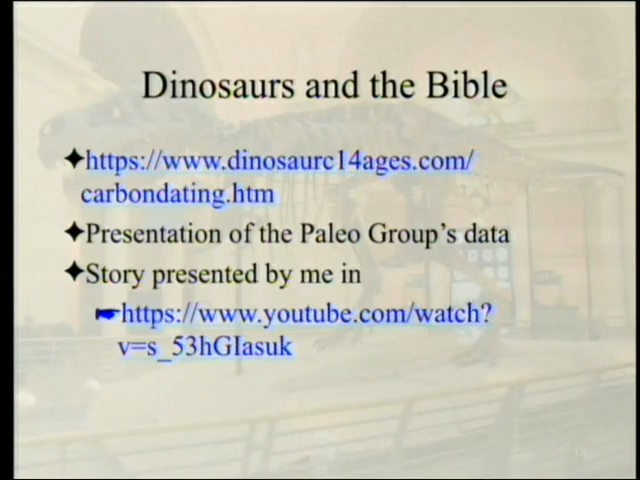 Dinosaurs and the Bible
https://www.dinosaurc14ages.com/
carbondating.htm
Presentation of the Paleo Group's data
Story presented by me in
https://www.youtube.com/watch?
v=s_53hGIasuk